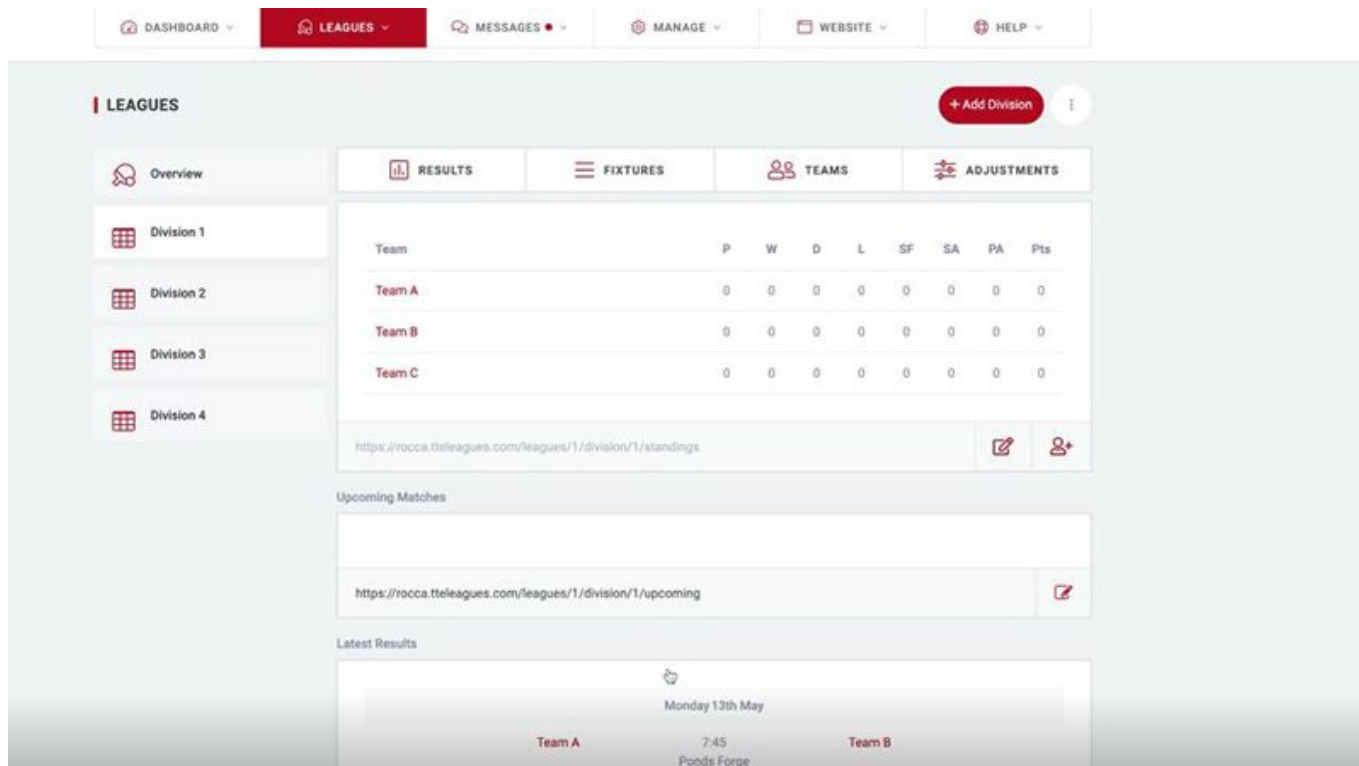 DASHBOARD LEAGUES MESSAGES MANAGE WEBSITE HELP
LEAGUES
+ Add Division
Overview
Division 1
Division 2
Division 3
Division 4
RESULTS FIXTURES TEAMS ADJUSTMENTS
Team P W D L SF SA PA Pts
Team A 0 0 0 0 0 0 0 0
Team B 0 0 0 0 0 0 0 0
Team C 0 0 0 0 0 0 0 0
https://rocca.tteleagues.com/leagues/1/division/1/standings
Upcoming Matches
https://rocca.tteleagues.com/leagues/1/division/1/upcoming
Latest Results
Monday 13th May
Team A 7:45 Team B
Ponds Forge